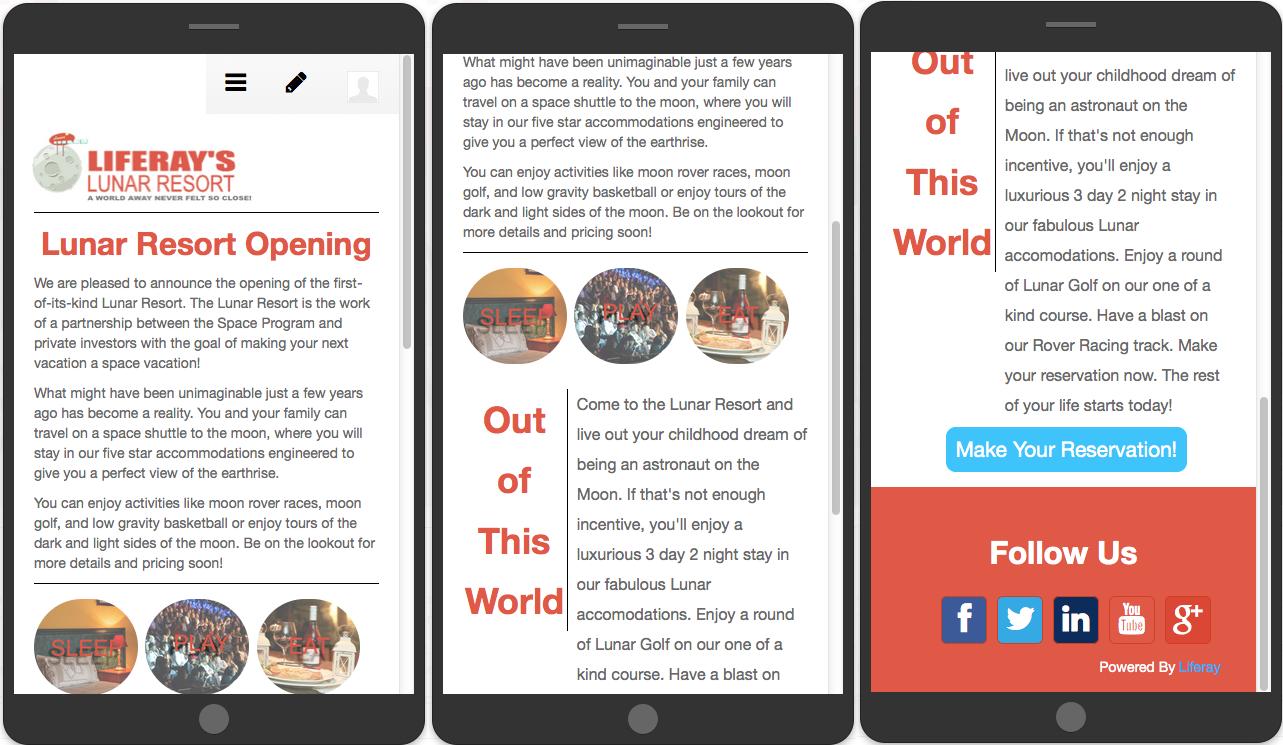 LIFERAY'S
LUNAR RESORT
A WORLD AWAY NEVER FELT SO CLOSE!
Lunar Resort Opening
We are pleased to announce the opening of the first-
of-its-kind Lunar Resort. The Lunar Resort is the work
of a partnership between the Space Program and
private investors with the goal of making your next
vacation a space vacation!
What might have been unimaginable just a few years
ago has become a reality. You and your family can
travel on a space shuttle to the moon, where you will
stay in our five star accommodations engineered to
give you a perfect view of the earthrise.
You can enjoy activities like moon rover races, moon
golf, and low gravity basketball or enjoy tours of the
dark and light sides of the moon. Be on the lookout for
more details and pricing soon!
SLEEP PLAY EAT
What might have been unimaginable just a few years
ago has become a reality. You and your family can
travel on a space shuttle to the moon, where you will
stay in our five star accommodations engineered to
give you a perfect view of the earthrise.
You can enjoy activities like moon rover races, moon
golf, and low gravity basketball or enjoy tours of the
dark and light sides of the moon. Be on the lookout for
more details and pricing soon!
SLEEP PLAY EAT
Out
of
This
World
Come to the Lunar Resort and
live out your childhood dream of
being an astronaut on the
Moon. If that's not enough
incentive, you'll enjoy a
luxurious 3 day 2 night stay in
our fabulous Lunar
accomodations. Enjoy a round
of Lunar Golf on our one of a
kind course. Have a blast on
Out
of
This
World
live out your childhood dream of
being an astronaut on the
Moon. If that's not enough
incentive, you'll enjoy a
luxurious 3 day 2 night stay in
our fabulous Lunar
accomodations. Enjoy a round
of Lunar Golf on our one of a
kind course. Have a blast on
our Rover Racing track. Make
your reservation now. The rest
of your life starts today!
Make Your Reservation!
Follow Us
f in You Tube g+
Powered By Liferay